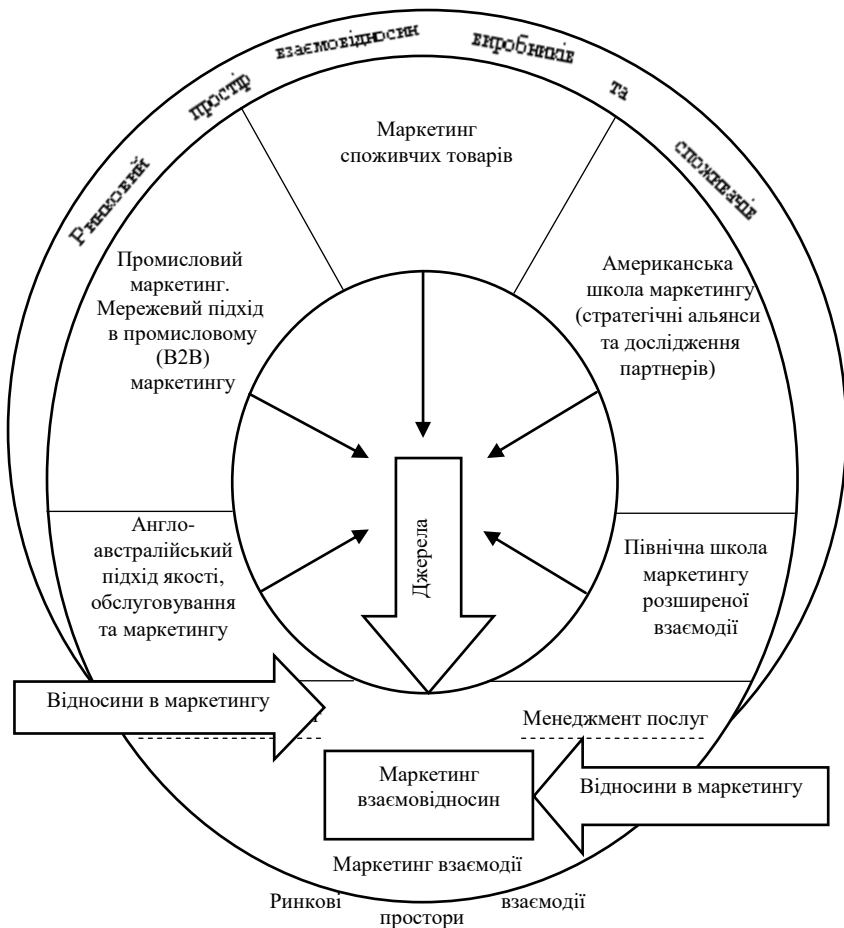 Ринковий простір взаємовідносин виробників та споживачів
Маркетинг
споживчих товарів
Промисловий
маркетинг.
Мережевий підхід
в промисловому
(В2В)
маркетингу
Американська
школа маркетингу
(стратегічні альянси
та дослідження
партнерів)
Англо-
австралійський
підхід якості,
обслуговування
та маркетингу
Джерела
Північна школа
маркетингу
розширеної
взаємодії
Відносини в маркетингу
Менеджмент послуг
Маркетинг
взаємовідносин
Відносини в маркетингу
Маркетинг взаємодії
Ринкові простори взаємодії